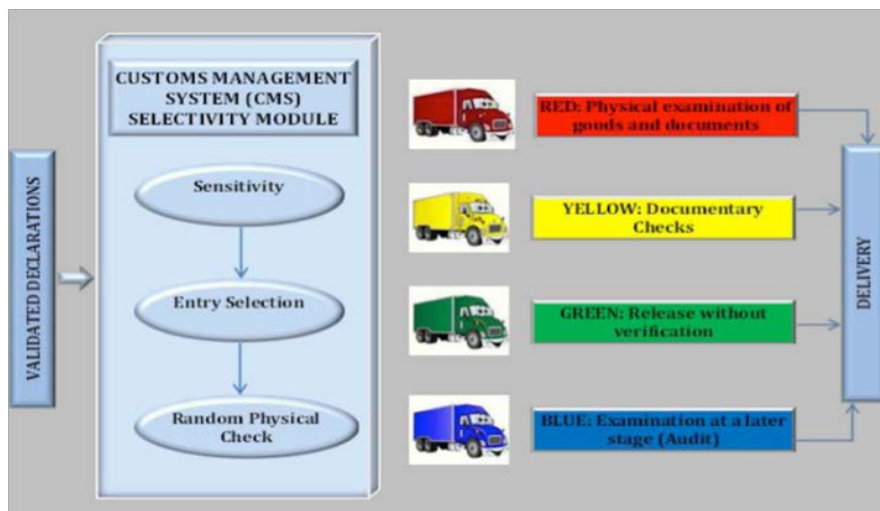 VALIDATED DECLARATIONS
CUSTOMS MANAGEMENT
SYSTEM (CMS)
SELECTIVITY MODULE
Sensitivity
Entry Selection
Random Physical
Check
RED: Physical examination of
goods and documents
YELLOW: Documentary
Checks
GREEN: Release without
verification
BLUE: Examination at a later
stage (Audit)
DELIVERY